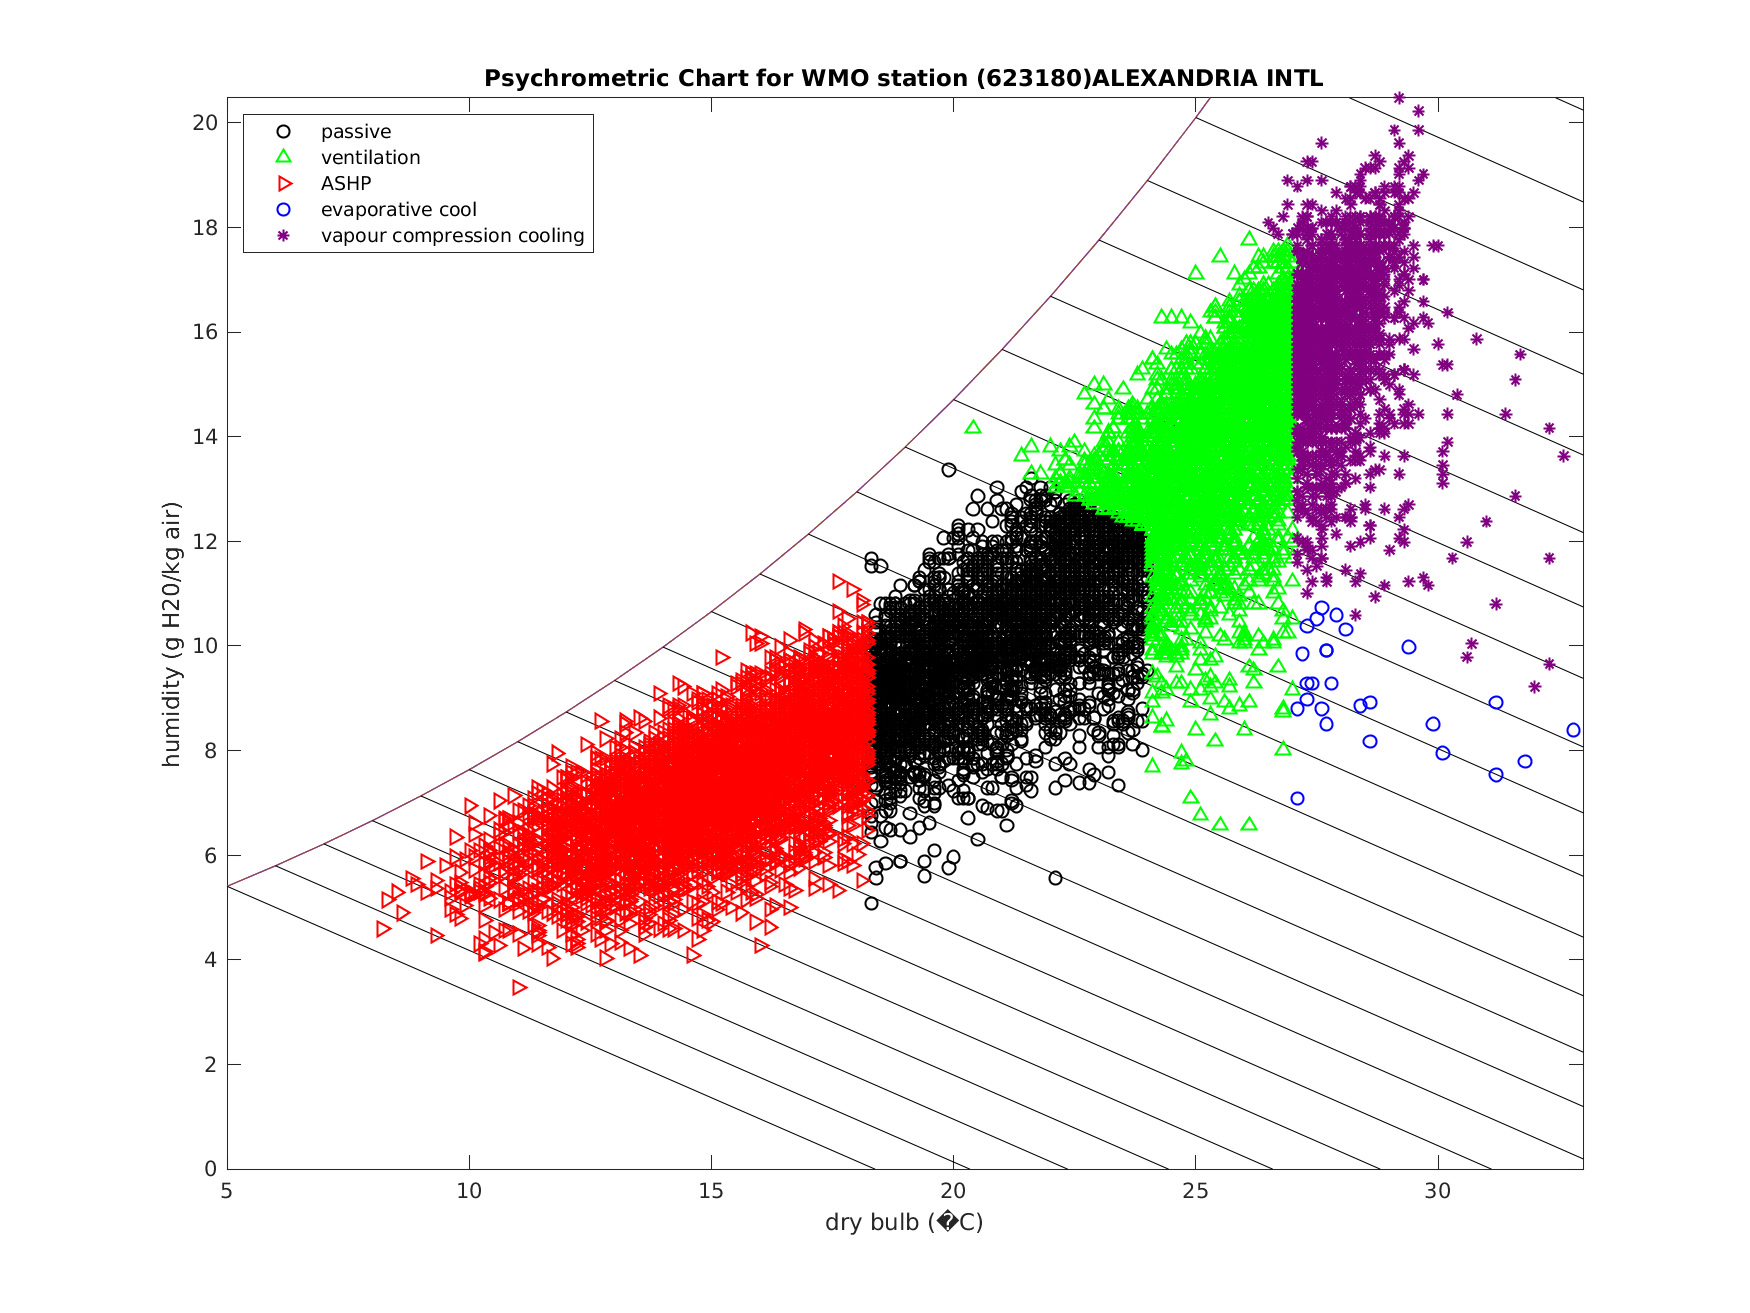 Psychrometric Chart for WMO station (623180)ALEXANDRIA INTL
passive
ventilation
ASHP
evaporative cool
vapour compression cooling
humidity (g H20/kg air)
20
18
16
14
12
10
8
6
4
2
0
5
10
15
20
25
30
dry bulb (�C)